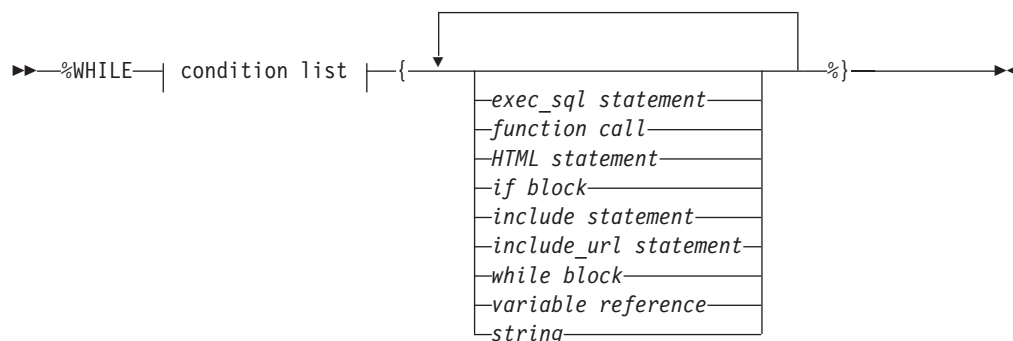 %WHILE condition list { %}
exec_sql statement
function call
HTML statement
if block
include statement
include_url statement
while block
variable reference
string